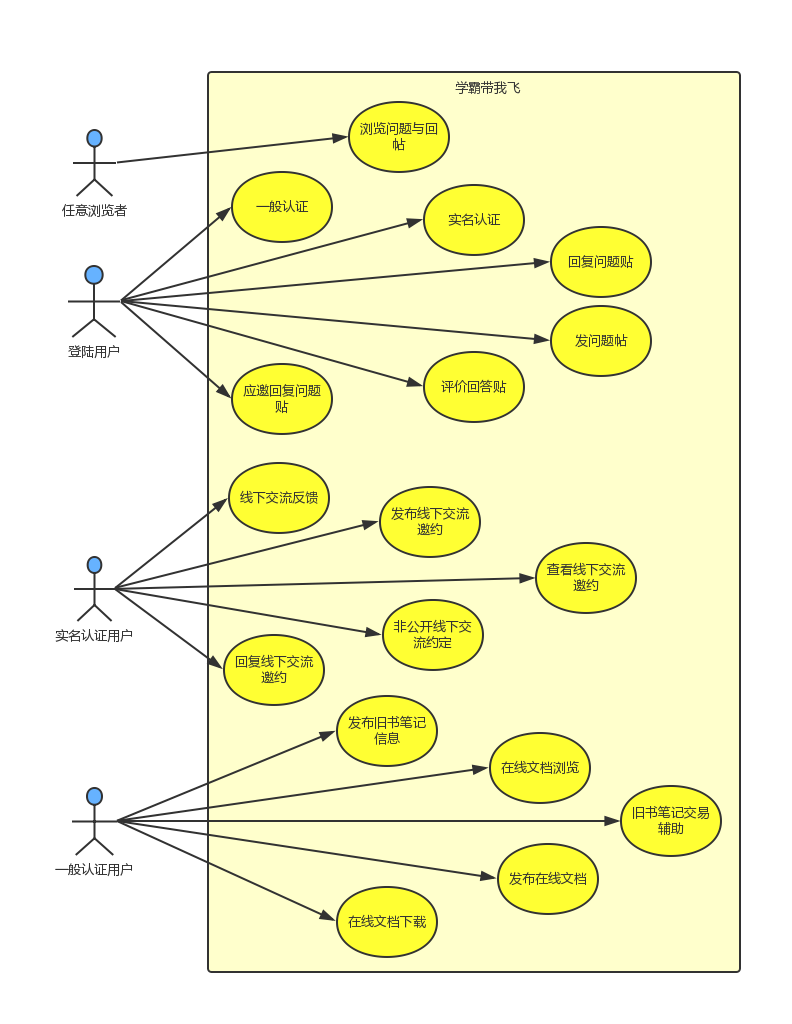 学霸带我飞
浏览问题与回
帖
任意浏览者
一般认证
实名认证
回复问题贴
发问题帖
登陆用户
评价回答贴
应邀回复问题
贴
线下交流反馈
发布线下交流
邀约
查看线下交流
邀约
非公开线下交
流约定
实名认证用户
回复线下交流
邀约
发布旧书笔记
信息
在线文档浏览
旧书笔记交易
辅助
一般认证用户
发布在线文档
在线文档下载